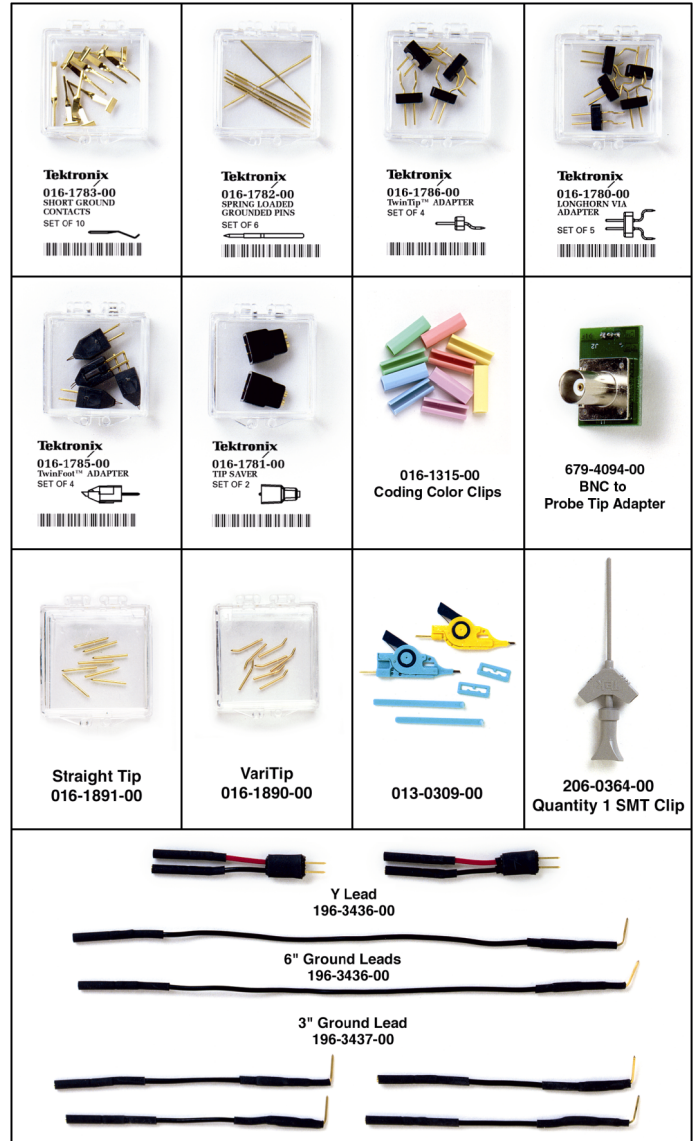 Tektronix
016-1783-00
SHORT GROUND
CONTACTS
SET OF 10
Tektronix
016-1782-00
SPRING LOADED
GROUNDED PINS
SET OF 6
Tektronix
016-1786-00
TwinTip™ ADAPTER
SET OF 4
Tektronix
016-1780-00
LONGHORN VIA
ADAPTER
SET OF 5
Tektronix
016-1785-00
TwinFoot™ ADAPTER
SET OF 4
Tektronix
016-1781-00
TIP SAVER
SET OF 2
016-1315-00
Coding Color Clips
679-4094-00
BNC to
Probe Tip Adapter
Straight Tip
016-1891-00
VariTip
016-1890-00
013-0309-00
206-0364-00
Quantity 1 SMT Clip
Y Lead
196-3436-00
6" Ground Leads
196-3436-00
3" Ground Lead
196-3437-00